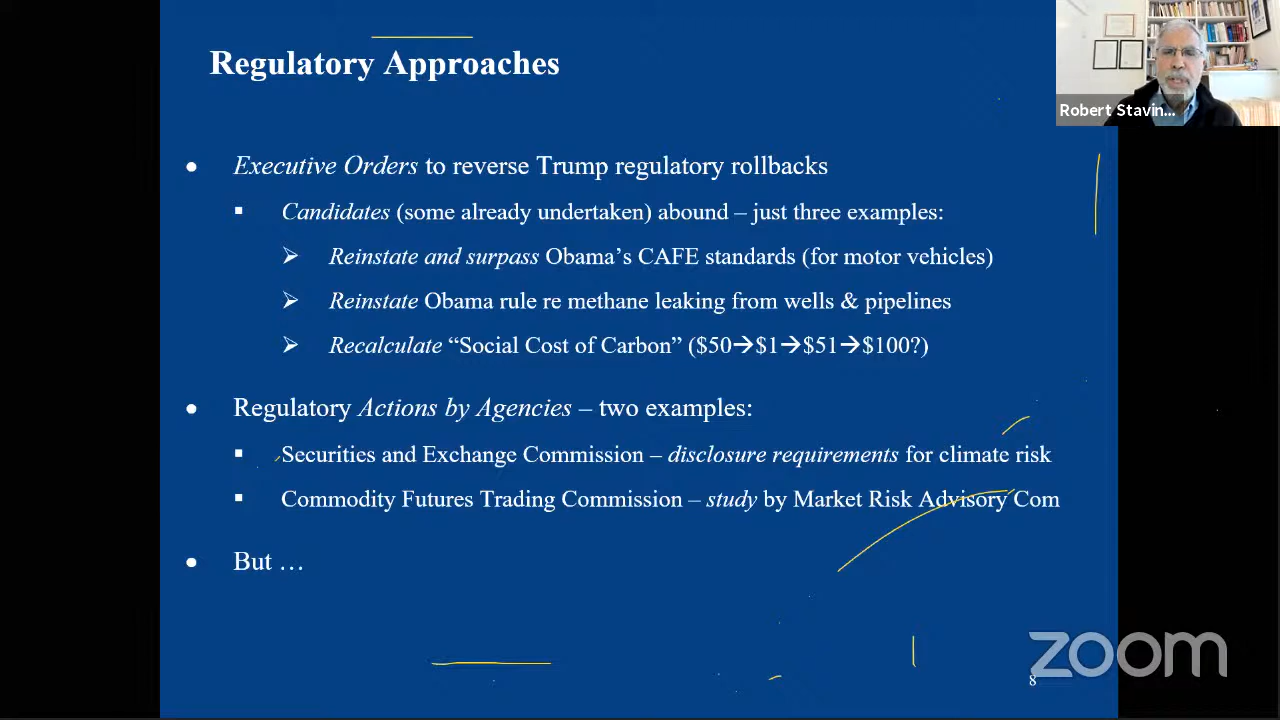 Regulatory Approaches
Robert Stavin...
• Executive Orders to reverse Trump regulatory rollbacks
▪ Candidates (some already undertaken) abound – just three examples:
➢ Reinstate and surpass Obama’s CAFE standards (for motor vehicles)
➢ Reinstate Obama rule re methane leaking from wells & pipelines
➢ Recalculate “Social Cost of Carbon” ($50→$1→$51→$100?)
• Regulatory Actions by Agencies – two examples:
▪ Securities and Exchange Commission – disclosure requirements for climate risk
▪ Commodity Futures Trading Commission – study by Market Risk Advisory Com
• But …
zoom
8